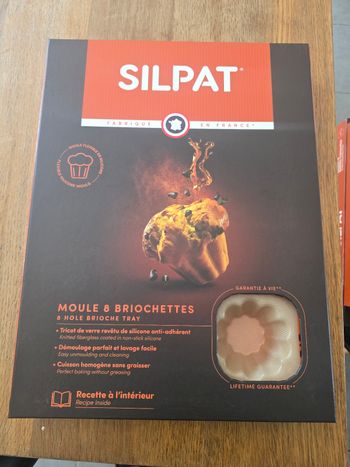 SILPAT®
FABRIQUÉ EN FRANCE*
MOULE 8 BRIOCHETTES
8 HOLE BRIOCHE TRAY
• Tricot de verre revêtu de silicone anti-adhérent
Knitted fiberglass coated in non-stick silicone
• Démoulage parfait et lavage facile
Easy unmoulding and cleaning
• Cuisson homogène sans graisser
Perfect baking without greasing
Recette à l'intérieur
Recipe Inside
GARANTIE À VIE**
LIFETIME GUARANTEE**